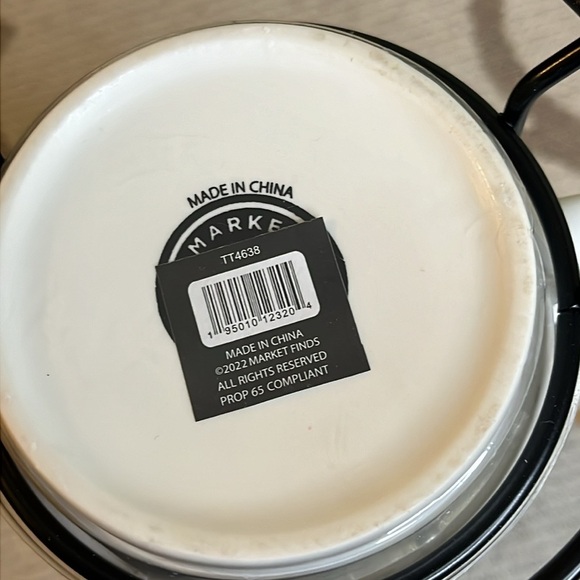 MADE IN CHINA
MARKE
TT4638
1 95010 12320 4
MADE IN CHINA
©2022 MARKET FINDS
ALL RIGHTS RESERVED
PROP 65 COMPLIANT